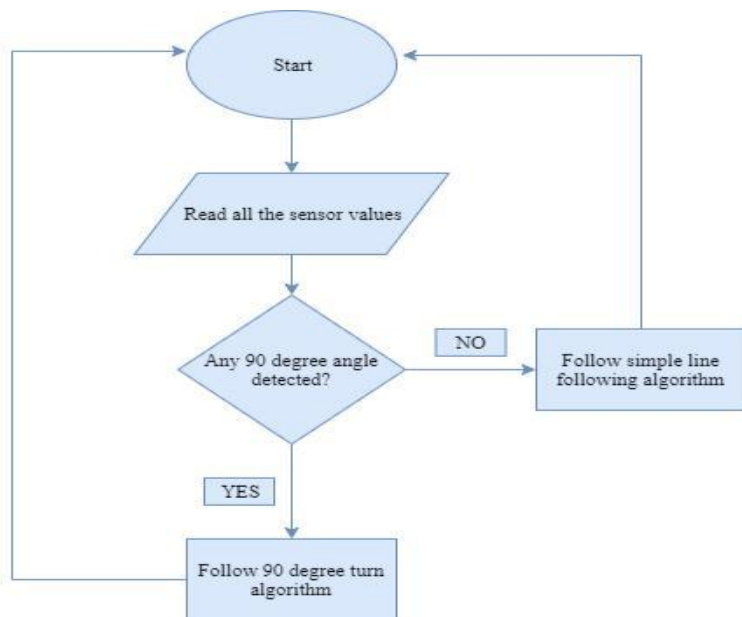 Start
Read all the sensor values
Any 90 degree angle
detected?
NO
Follow simple line
following algorithm
YES
Follow 90 degree turn
algorithm